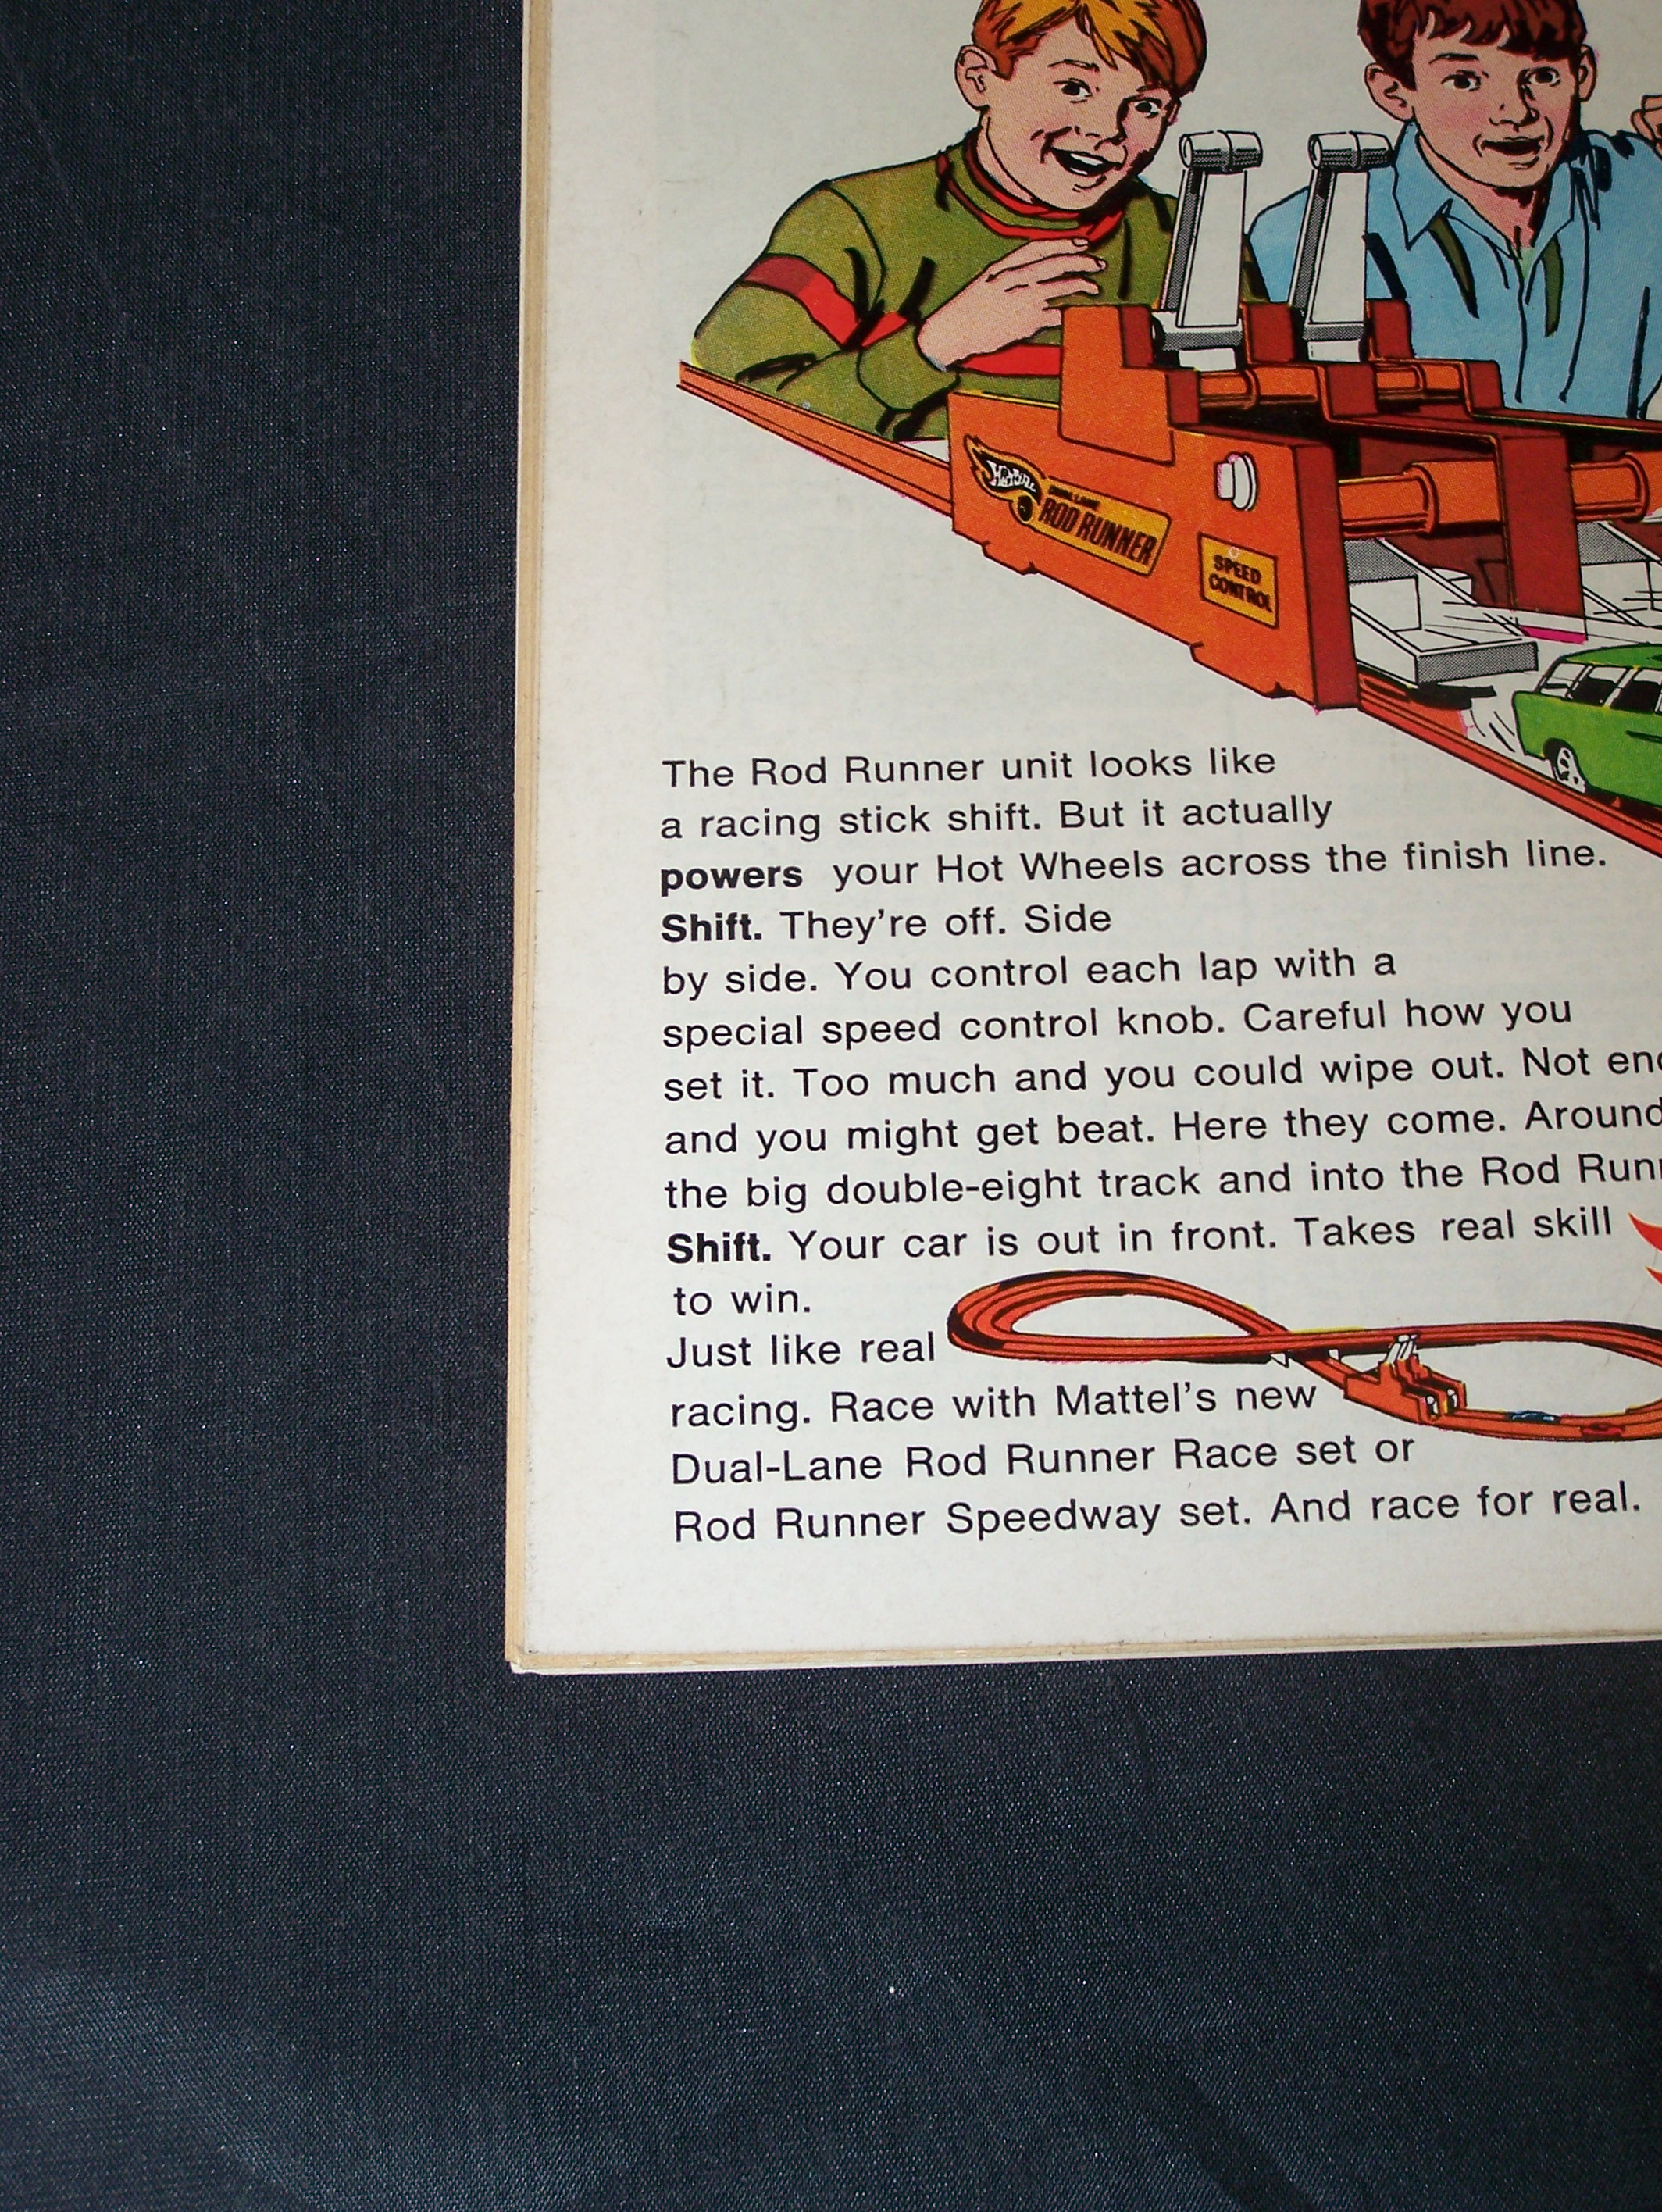 HOT WHEELS
DUAL-LANE
ROD RUNNER
SPEED
CONTROL
The Rod Runner unit looks like
a racing stick shift. But it actually
powers your Hot Wheels across the finish line.
Shift. They're off. Side
by side. You control each lap with a
special speed control knob. Careful how you
set it. Too much and you could wipe out. Not
and you might get beat. Here they come. Around
the big double-eight track and into the Rod
Shift. Your car is out in front. Takes real skill
to win.
Just like real
racing. Race with Mattel's new
Dual-Lane Rod Runner Race set or
Rod Runner Speedway set. And race for real.